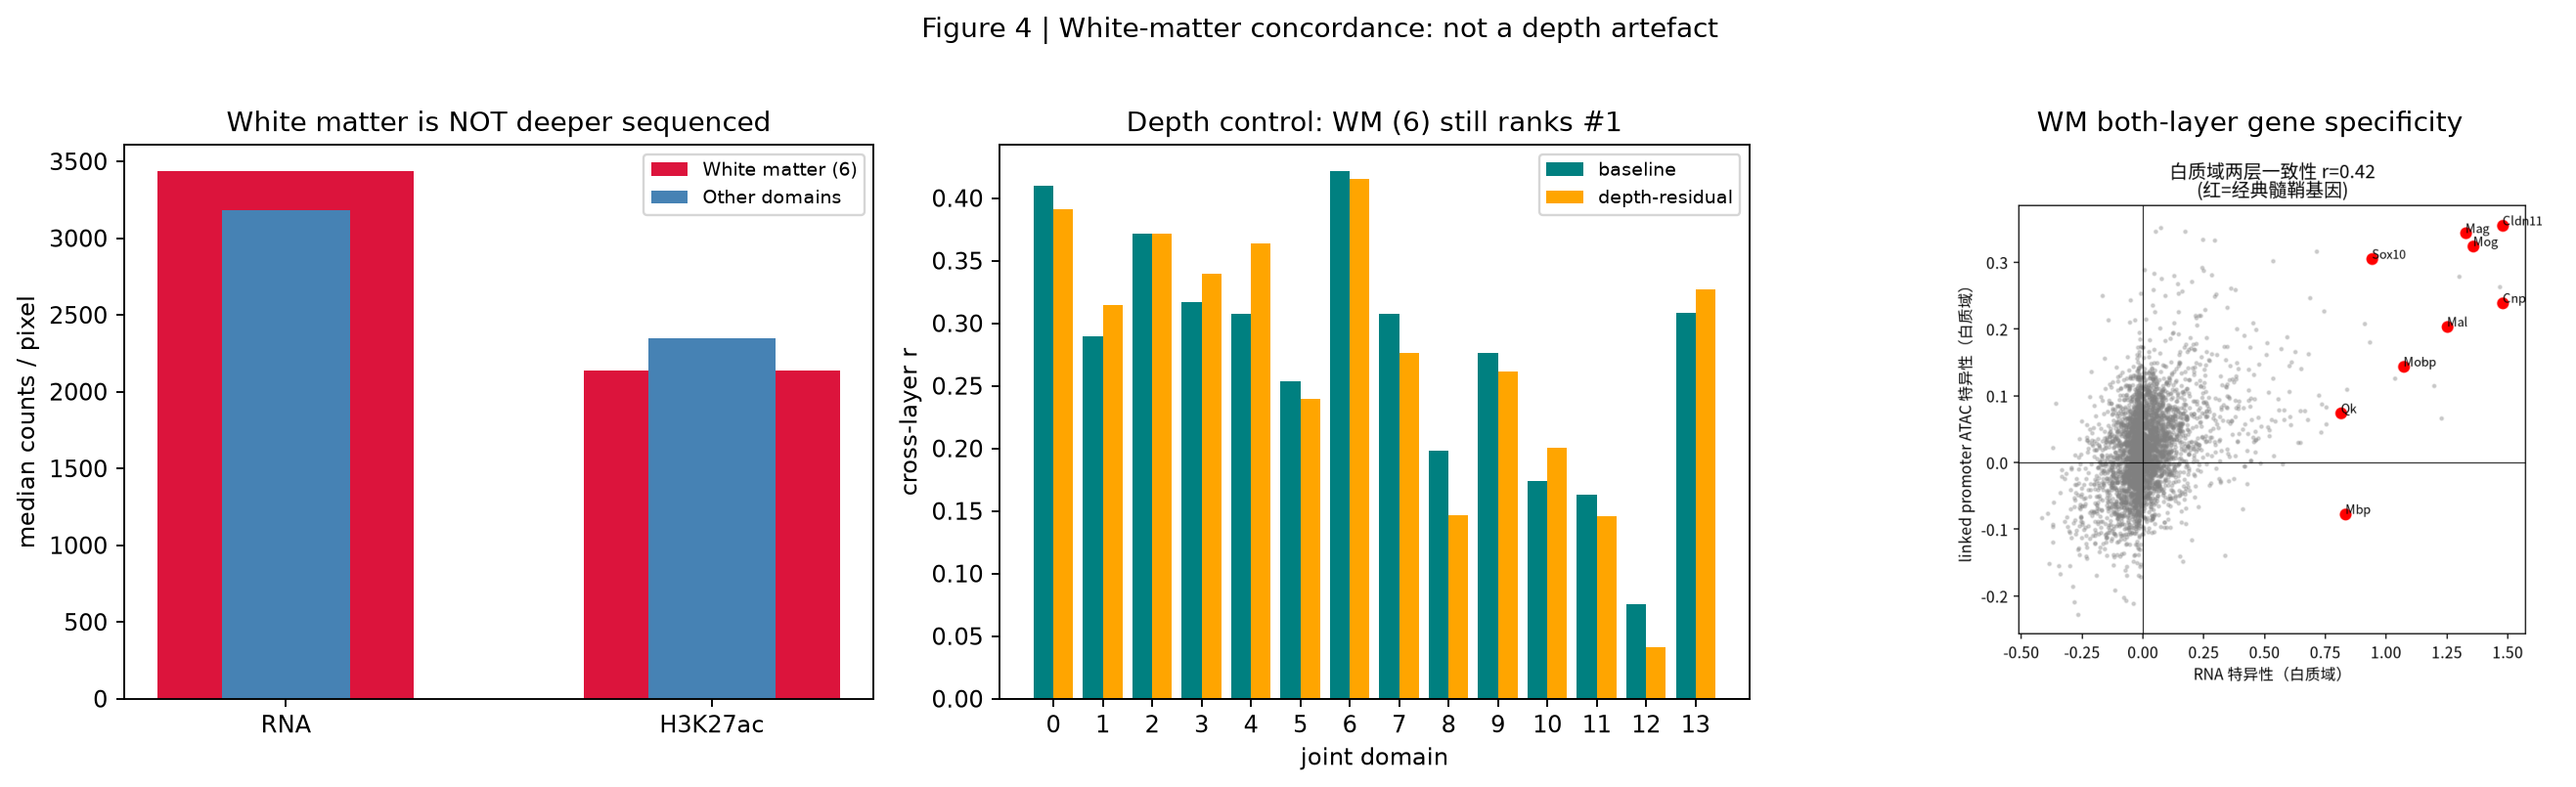 Figure 4 | White-matter concordance: not a depth artefact
White matter is NOT deeper sequenced
median counts / pixel
3500
3000
2500
2000
1500
1000
500
0
White matter (6)
Other domains
RNA
H3K27ac
Depth control: WM (6) still ranks #1
cross-layer r
0.40
0.35
0.30
0.25
0.20
0.15
0.10
0.05
0.00
baseline
depth-residual
0 1 2 3 4 5 6 7 8 9 10 11 12 13
joint domain
WM both-layer gene specificity
白质域两层一致性 r=0.42
(红=经典髓鞘基因)
linked promoter ATAC 特异性（白质域）
0.3
0.2
0.1
0.0
-0.1
-0.2
Cldn11
Mag
Mog
Sox10
Cnp
Mal
Mobp
Qk
Mbp
-0.50 -0.25 0.00 0.25 0.50 0.75 1.00 1.25 1.50
RNA 特异性（白质域）